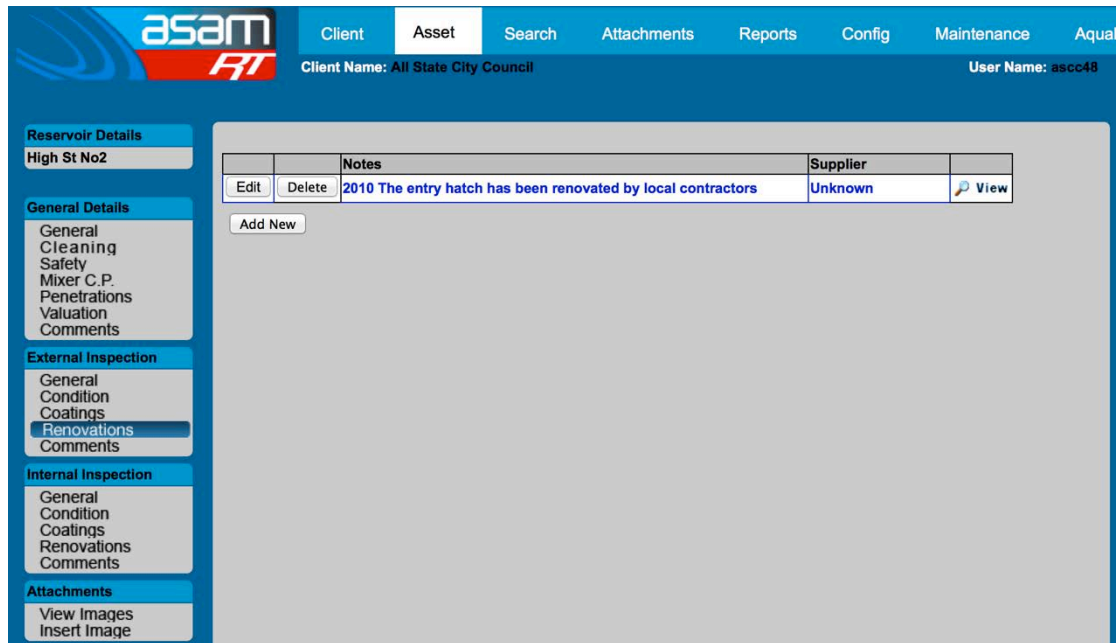 asam
RT
Client Asset Search Attachments Reports Config Maintenance Aqual
Client Name: All State City Council User Name: ascc48
Reservoir Details
High St No2
General Details
General
Cleaning
Safety
Mixer C.P.
Penetrations
Valuation
Comments
External Inspection
General
Condition
Coatings
Renovations
Comments
Internal Inspection
General
Condition
Coatings
Renovations
Comments
Attachments
View Images
Insert Image
Notes Supplier
Edit Delete 2010 The entry hatch has been renovated by local contractors Unknown View
Add New